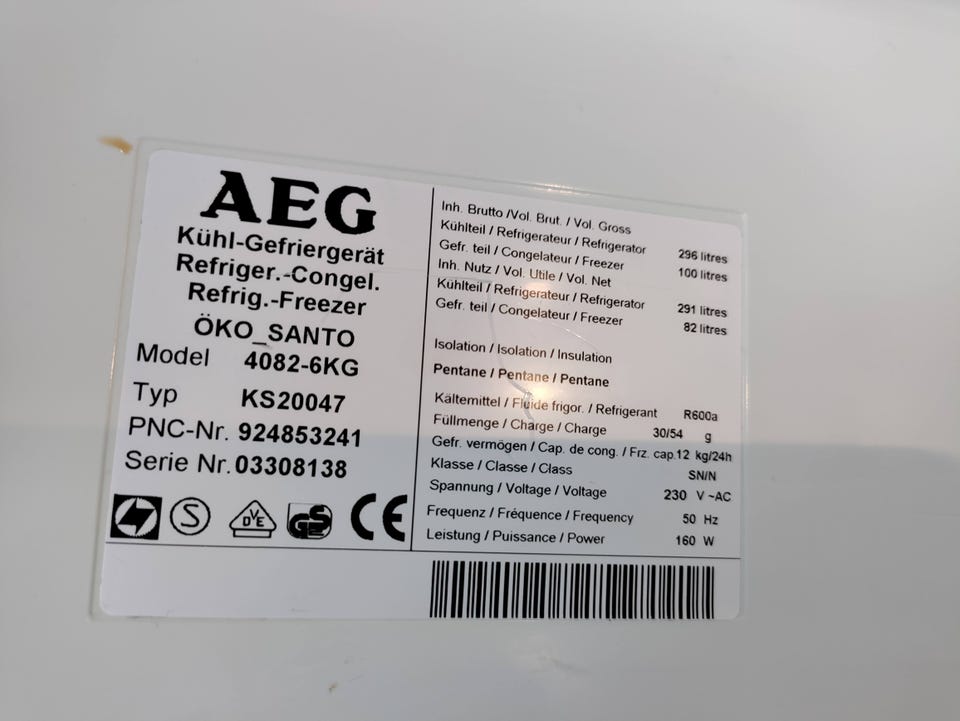 AEG
Kühl-Gefriergerät
Refriger.-Congel.
Refrig.-Freezer
ÖKO_SANTO
Model 4082-6KG
Typ KS20047
PNC-Nr. 924853241
Serie Nr. 03308138
S
DVE
GS
CE
Inh. Brutto /Vol. Brut. / Vol. Gross
Kühlteil / Refrigerateur / Refrigerator 296 litres
Gefr. teil / Congelateur / Freezer 100 litres
Inh. Nutz / Vol. Utile / Vol. Net
Kühlteil / Refrigerateur / Refrigerator 291 litres
Gefr. teil / Congelateur / Freezer 82 litres
Isolation / Isolation / Insulation
Pentane / Pentane / Pentane
Kältemittel / Fluide frigor. / Refrigerant R600a
Füllmenge / Charge / Charge 30/54 g
Gefr. vermögen / Cap. de cong. / Frz. cap. 12 kg/24h
Klasse / Classe / Class SN/N
Spannung / Voltage / Voltage 230 V ~AC
Frequenz / Fréquence / Frequency 50 Hz
Leistung / Puissance / Power 160 W